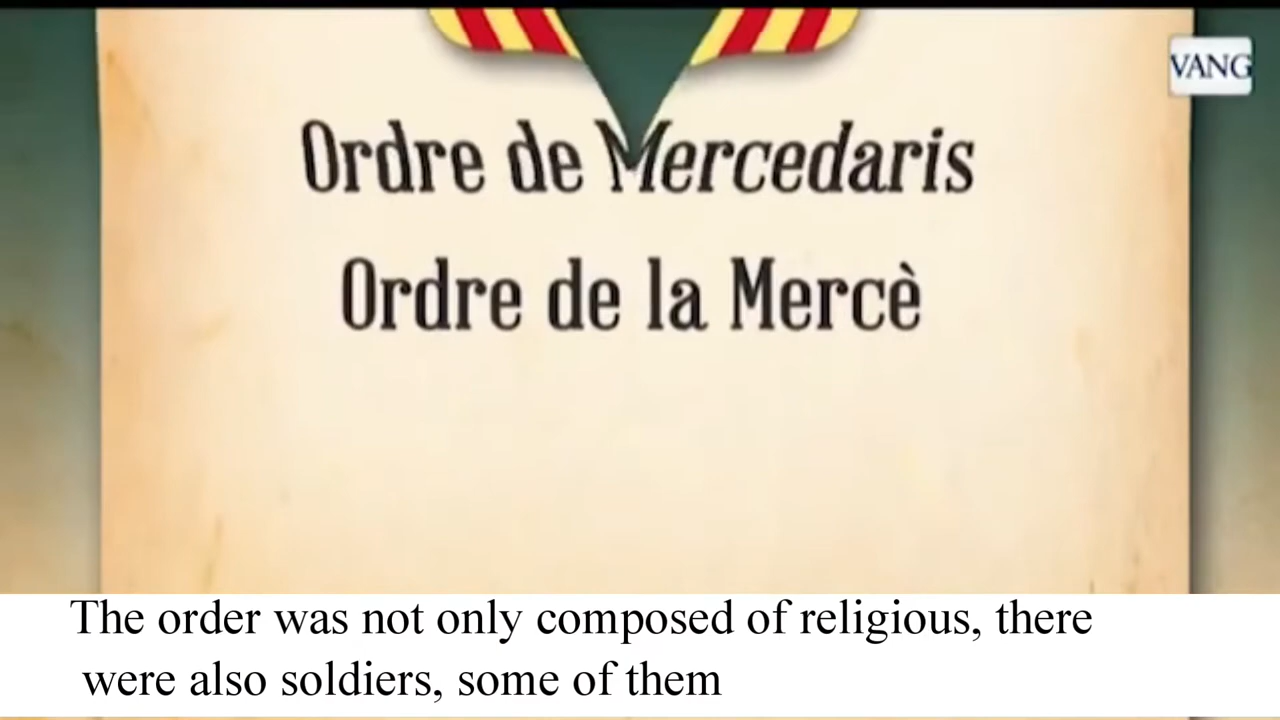 VANG
Ordre de Mercedaris
Ordre de la Mercè
The order was not only composed of religious, there
were also soldiers, some of them